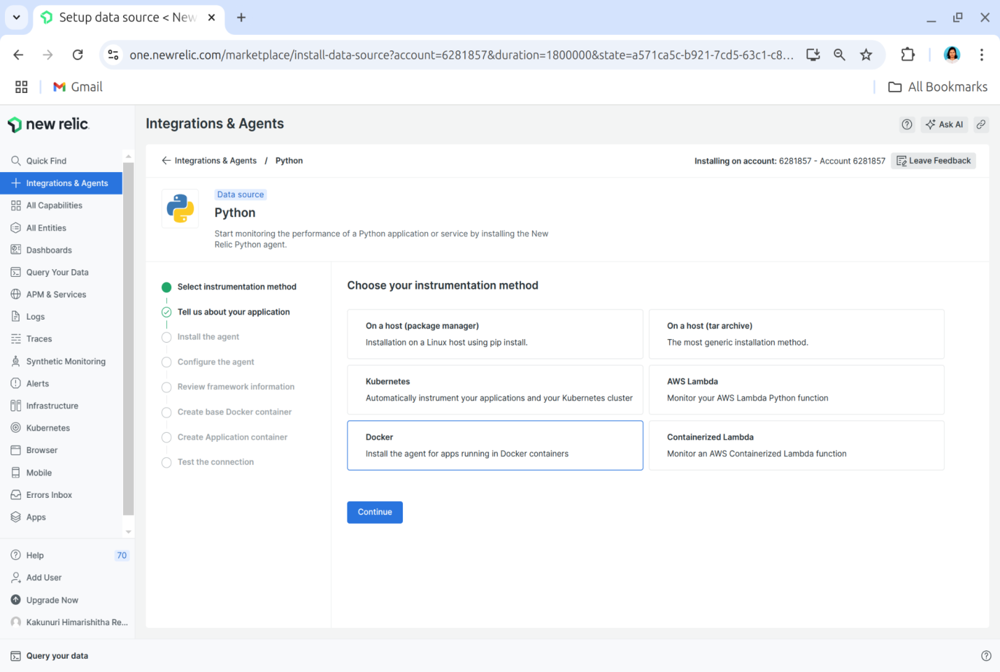 Setup data source < New
one.newrelic.com/marketplace/install-data-source?account=6281857&duration=1800000&state=a571ca5c-b921-7cd5-63c1-c8...
Gmail
All Bookmarks
new relic
Integrations & Agents
Ask AI
Quick Find
Integrations & Agents
All Capabilities
All Entities
Dashboards
Query Your Data
APM & Services
Logs
Traces
Synthetic Monitoring
Alerts
Infrastructure
Kubernetes
Browser
Mobile
Errors Inbox
Apps
Help 70
Add User
Upgrade Now
Kakunuri Himarishitha Re...
Integrations & Agents / Python
Installing on account: 6281857 - Account 6281857
Leave Feedback
Data source
Python
Start monitoring the performance of a Python application or service by installing the New
Relic Python agent.
Select instrumentation method
Tell us about your application
Install the agent
Configure the agent
Review framework information
Create base Docker container
Create Application container
Test the connection
Choose your instrumentation method
On a host (package manager)
Installation on a Linux host using pip install.
On a host (tar archive)
The most generic installation method.
Kubernetes
Automatically instrument your applications and your Kubernetes cluster
AWS Lambda
Monitor your AWS Lambda Python function
Docker
Install the agent for apps running in Docker containers
Containerized Lambda
Monitor an AWS Containerized Lambda function
Continue
Query your data